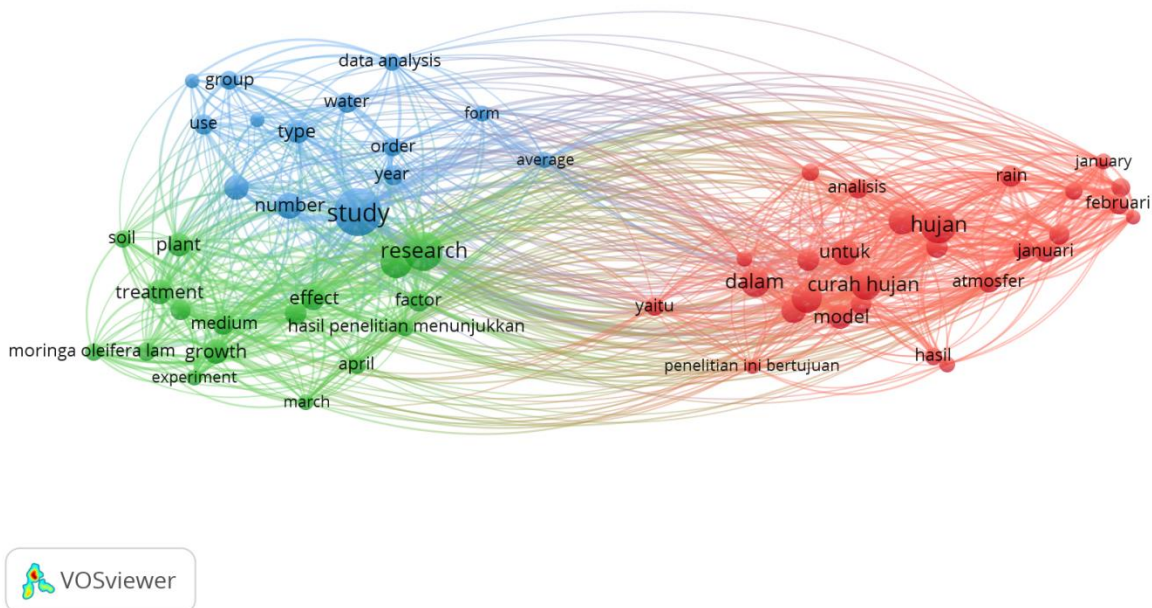 data analysis
group
water
form
use
type
order
average
year
number
study
january
rain
analisis
februari
hujan
soil
plant
research
untuk
januari
treatment
effect
factor
dalam
curah hujan
atmosfer
yaitu
model
medium
hasil penelitian menunjukkan
moringa oleifera lam
growth
april
penelitian ini bertujuan
hasil
experiment
march
VOSviewer